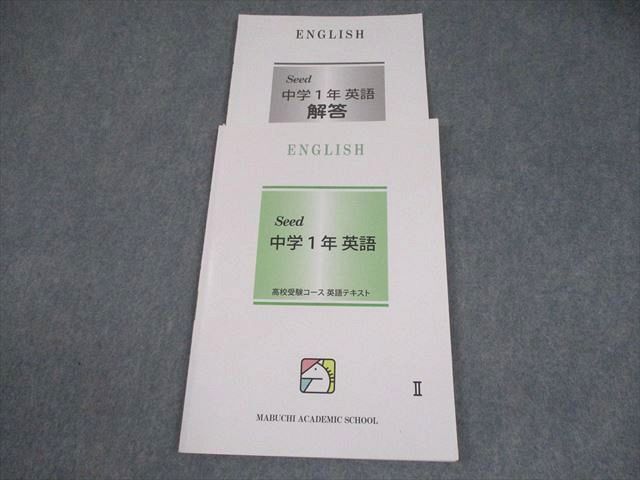 ENGLISH
Seed
中学1年 英語
解答
ENGLISH
Seed
中学1年 英語
高校受験コース 英語テキスト
Ⅱ
MABUCHI ACADEMIC SCHOOL